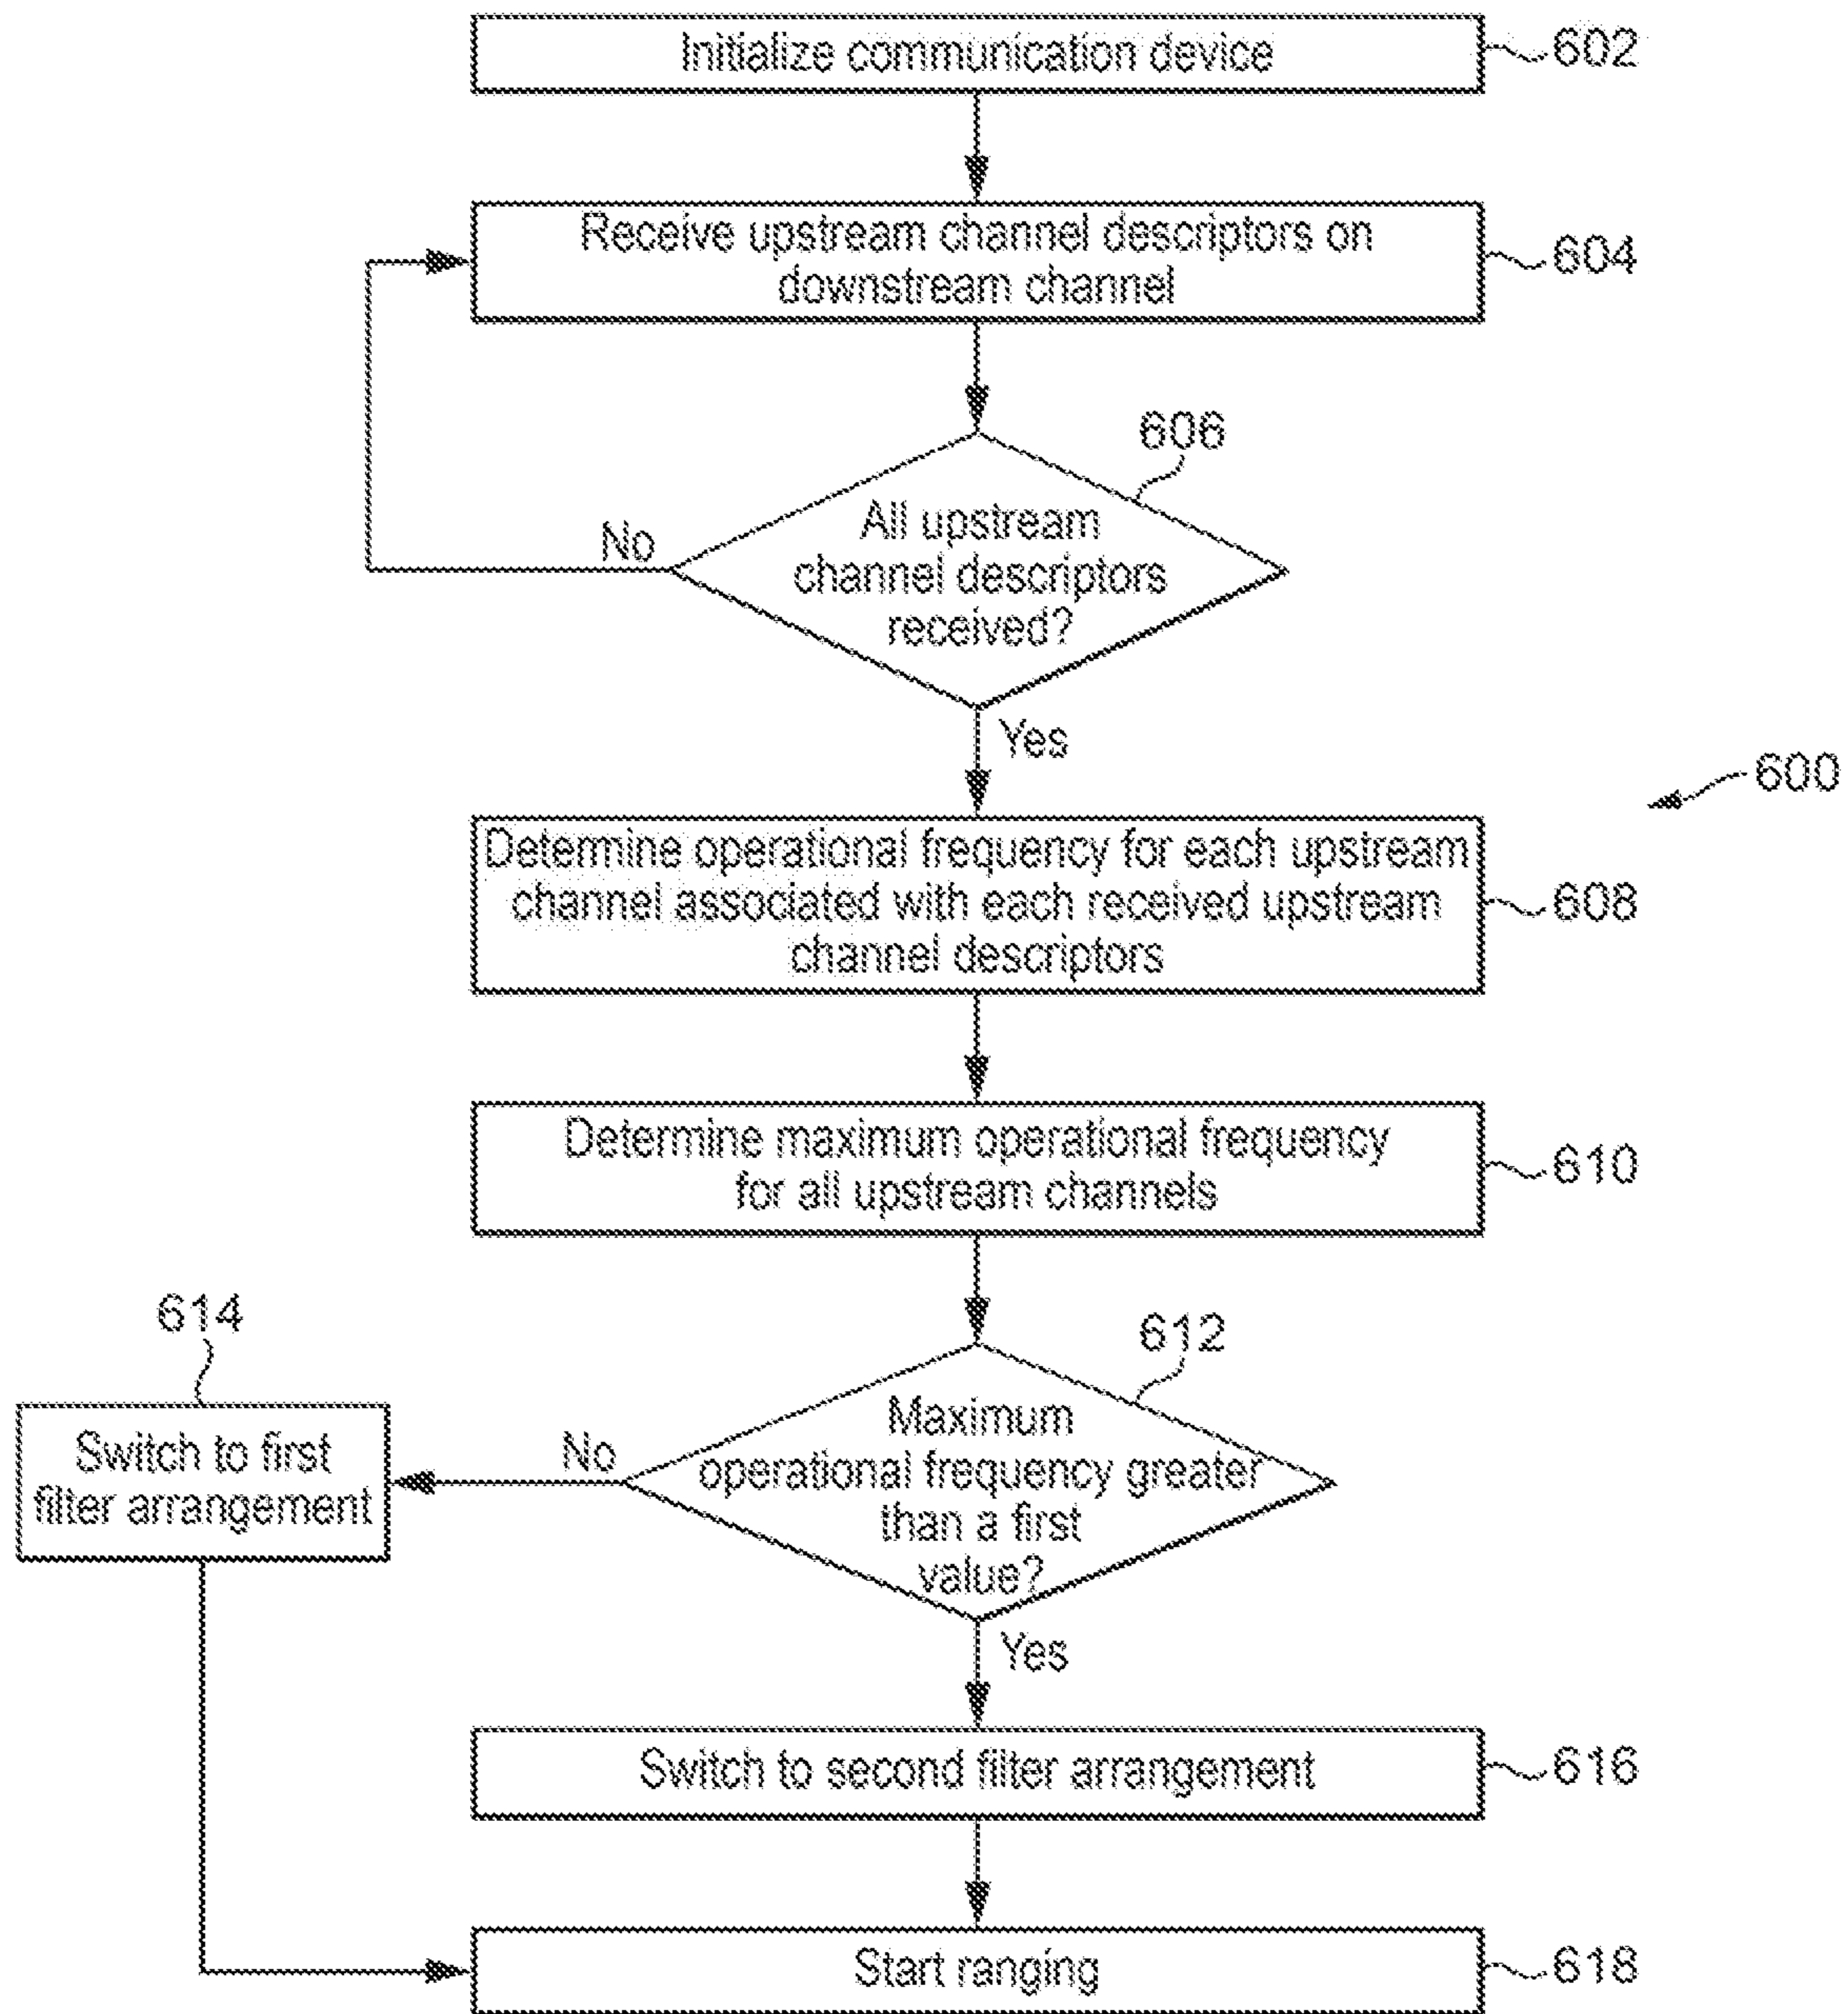 Initialize communication device
602
Receive upstream channel descriptors on
downstream channel
604
606
All upstream
channel descriptors
received?
No
Yes
600
Determine operational frequency for each upstream
channel associated with each received upstream
channel descriptors
608
Determine maximum operational frequency
for all upstream channels
610
614
612
Switch to first
filter arrangement
No
Maximum
operational frequency greater
than a first
value?
Yes
Switch to second filter arrangement
616
Start ranging
618